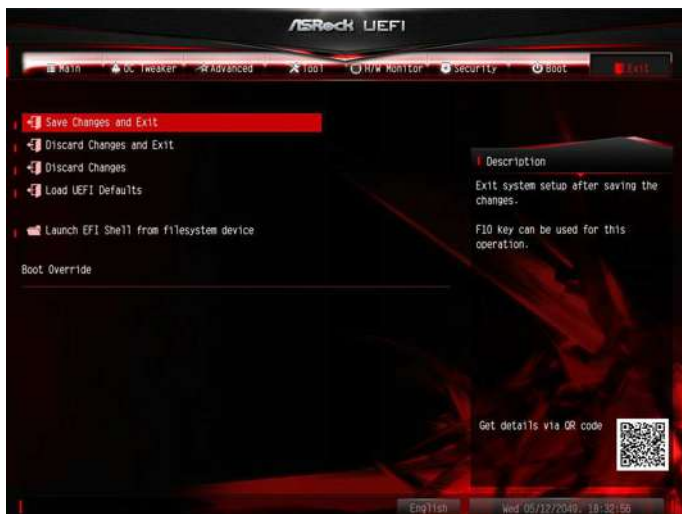 ASRock UEFI
Main OC Tweaker Advanced Tool H/W Monitor Security Boot Exit
Save Changes and Exit
Discard Changes and Exit
Discard Changes
Load UEFI Defaults
Launch EFI Shell from filesystem device
Boot Override
Description
Exit system setup after saving the
changes.
F10 key can be used for this
operation.
Get details via QR code
English Wed 05/12/2049. 18:32:56